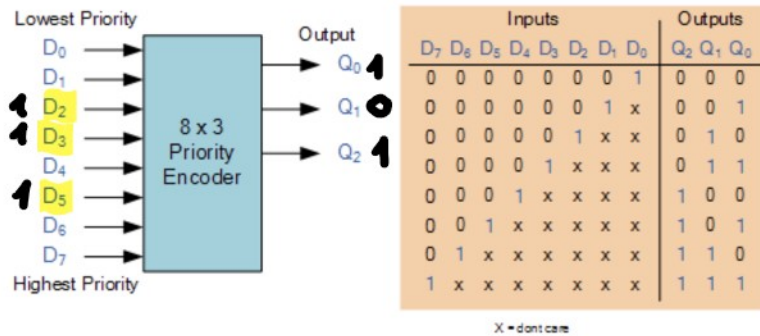 Lowest Priority
D0
D1
1 D2
1 D3
D4
1 D5
D6
D7
Highest Priority
8 x 3
Priority
Encoder
Output
Q0 1
Q1 0
Q2 1
Inputs Outputs
D7 D6 D5 D4 D3 D2 D1 D0 Q2 Q1 Q0
0 0 0 0 0 0 0 1 0 0 0
0 0 0 0 0 0 1 x 0 0 1
0 0 0 0 0 1 x x 0 1 0
0 0 0 0 1 x x x 0 1 1
0 0 0 1 x x x x 1 0 0
0 0 1 x x x x x 1 0 1
0 1 x x x x x x 1 1 0
1 x x x x x x x 1 1 1
X = dont care